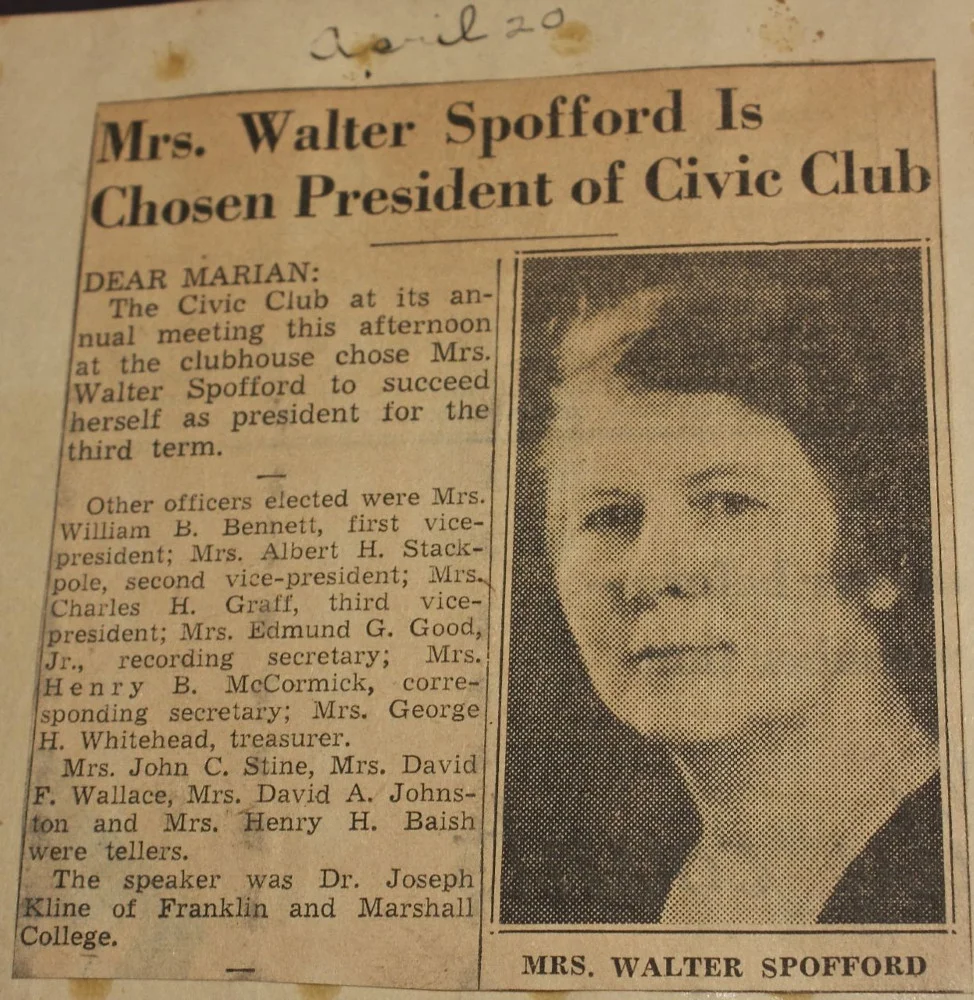 April 20
Mrs. Walter Spofford Is
Chosen President of Civic Club
DEAR MARIAN:
The Civic Club at its an-
nual meeting this afternoon
at the clubhouse chose Mrs.
Walter Spofford to succeed
herself as president for the
third term.
Other officers elected were Mrs.
William B. Bennett, first vice-
president; Mrs. Albert H. Stack-
pole, second vice-president; Mrs.
Charles H. Graff, third vice-
president; Mrs. Edmund G. Good,
Jr., recording secretary; Mrs.
Henry B. McCormick, corre-
sponding secretary; Mrs. George
H. Whitehead, treasurer.
Mrs. John C. Stine, Mrs. David
F. Wallace, Mrs. David A. Johns-
ton and Mrs. Henry H. Baish
were tellers.
The speaker was Dr. Joseph
Kline of Franklin and Marshall
College.
MRS. WALTER SPOFFORD